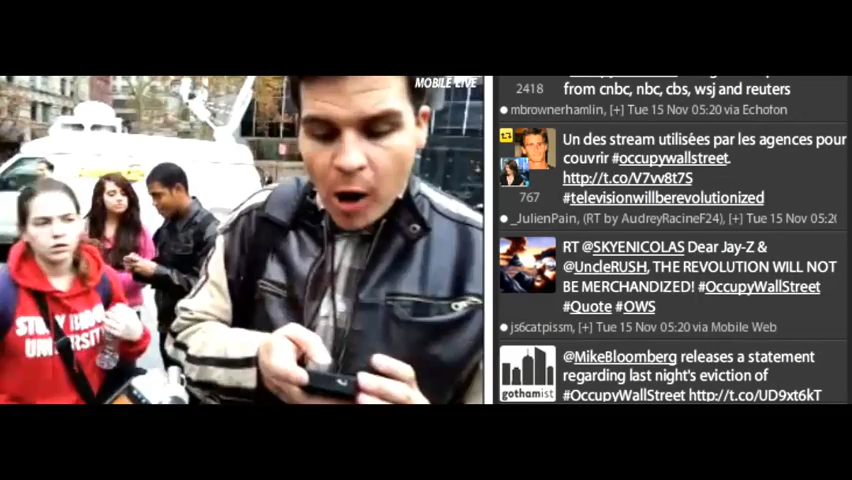 MOBILE LIVE
STONY BROOK
UNIVERSITY
2418
from cnbc, nbc, cbs, wsj and reuters
mbrownerhamlin, [+] Tue 15 Nov 05:20 via Echofon
Un des stream utilisées par les agences pour
couvrir #occupywallstreet.
http://t.co/V7vv8t7S
767
#televisionwillberevolutionized
_JulienPain, (RT by AudreyRacineF24), [+] Tue 15 Nov 05:20
RT @SKYENICOLAS Dear Jay-Z &
@UncleRUSH, THE REVOLUTION WILL NOT
BE MERCHANDIZED! #OccupyWallStreet
#Quote #OWS
js6catpissm, [+] Tue 15 Nov 05:20 via Mobile Web
@MikeBloomberg releases a statement
regarding last night's eviction of
gothamist
#OccupyWallStreet http://t.co/UD9xt6kT